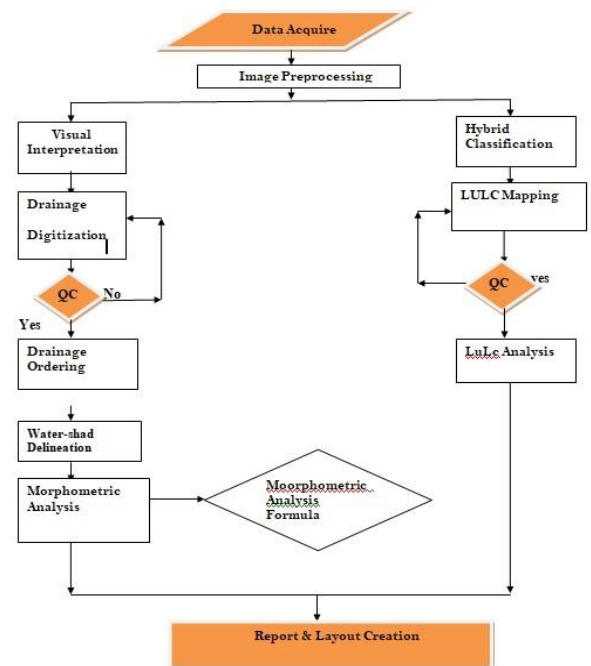 Data Acquire
Image Preprocessing
Visual
Interpretation
Drainage
Digitization
QC
No
Yes
Drainage
Ordering
Water-shad
Delineation
Morphometric
Analysis
Moorphometric
Analysis
Formula
Hybrid
Classification
LULC Mapping
QC
yes
LuLc Analysis
Report & Layout Creation